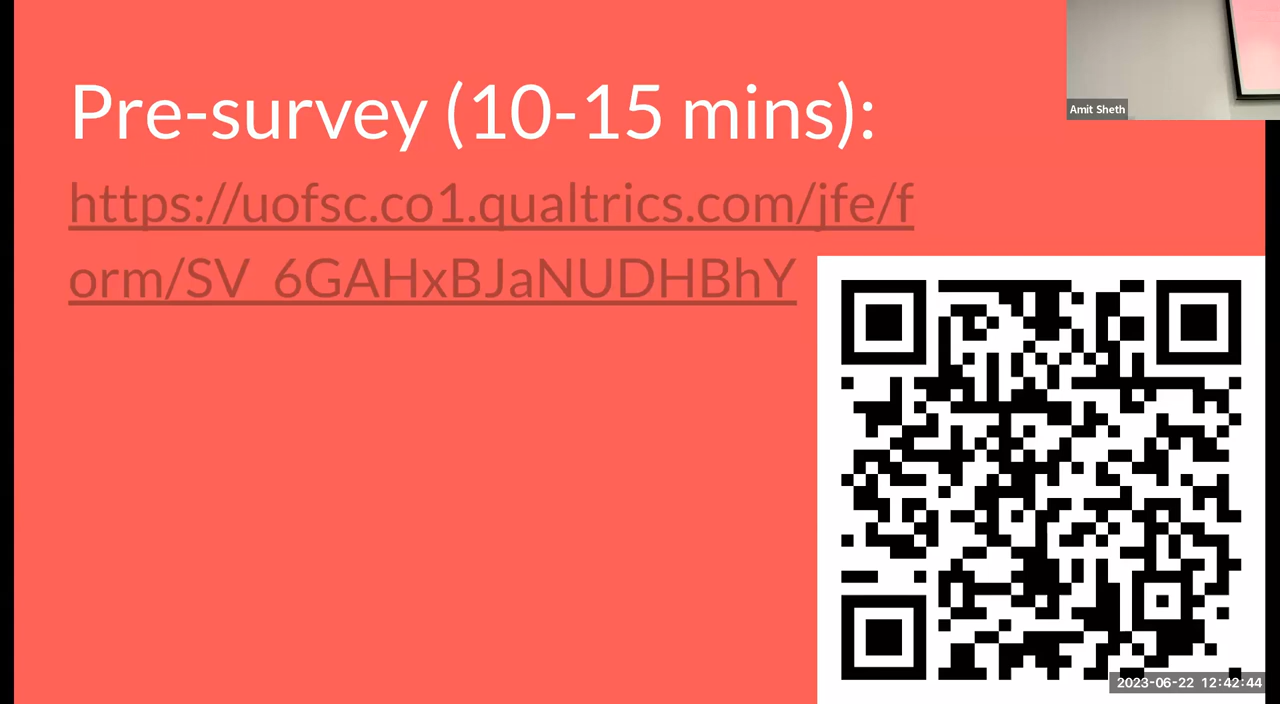 Pre-survey (10-15 mins):
https://uofsc.co1.qualtrics.com/jfe/f
orm/SV_6GAHxBJaNUDHBhY
Amit Sheth
2023-06-22 12:42:44